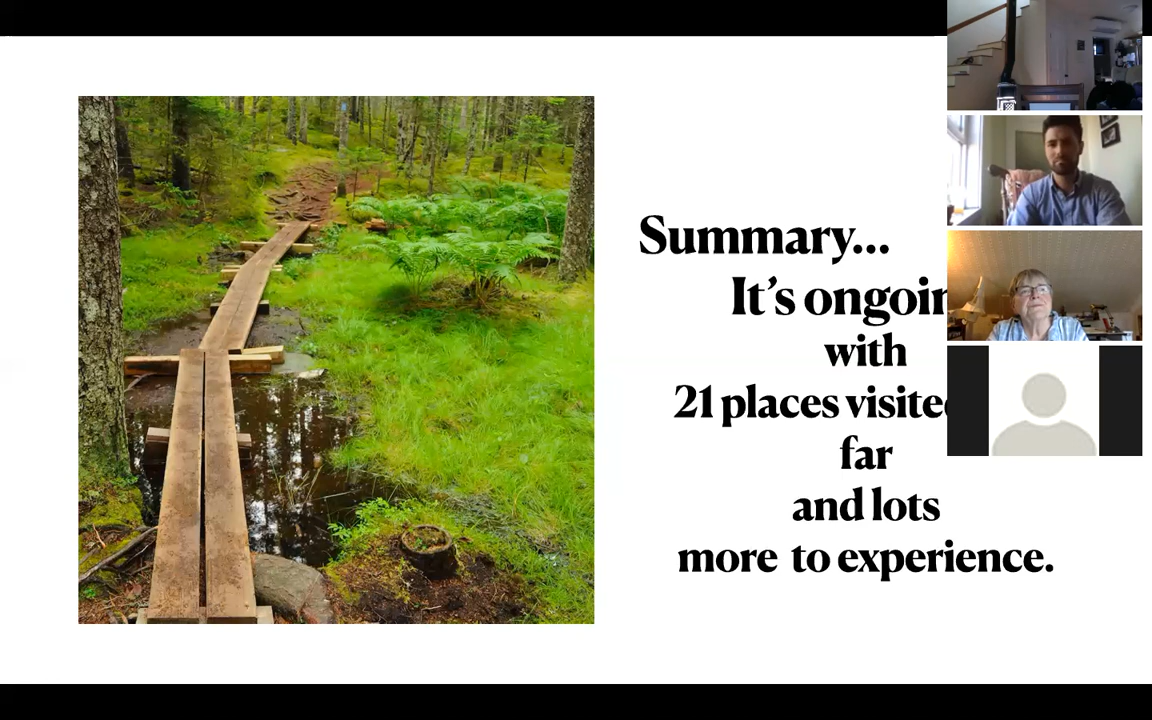 Summary...
It's ongoin
with
21 places visite
far
and lots
more to experience.